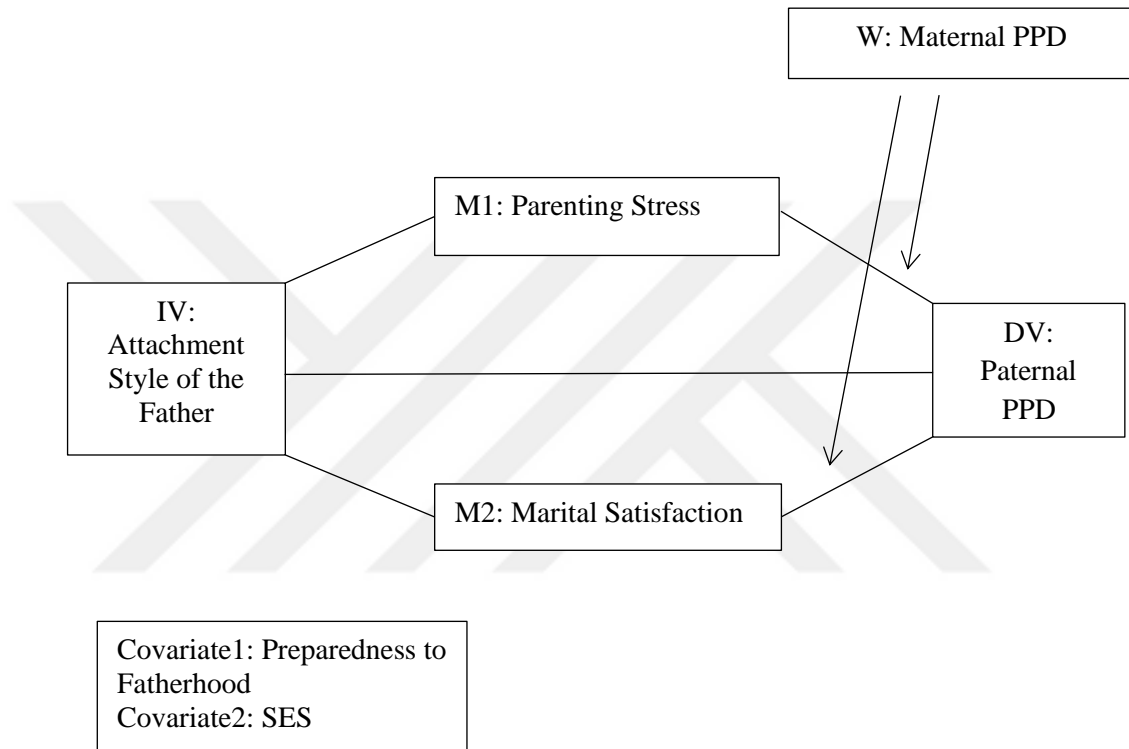 W: Maternal PPD
M1: Parenting Stress
IV:
Attachment
Style of the
Father
DV:
Paternal
PPD
M2: Marital Satisfaction
Covariate1: Preparedness to
Fatherhood
Covariate2: SES